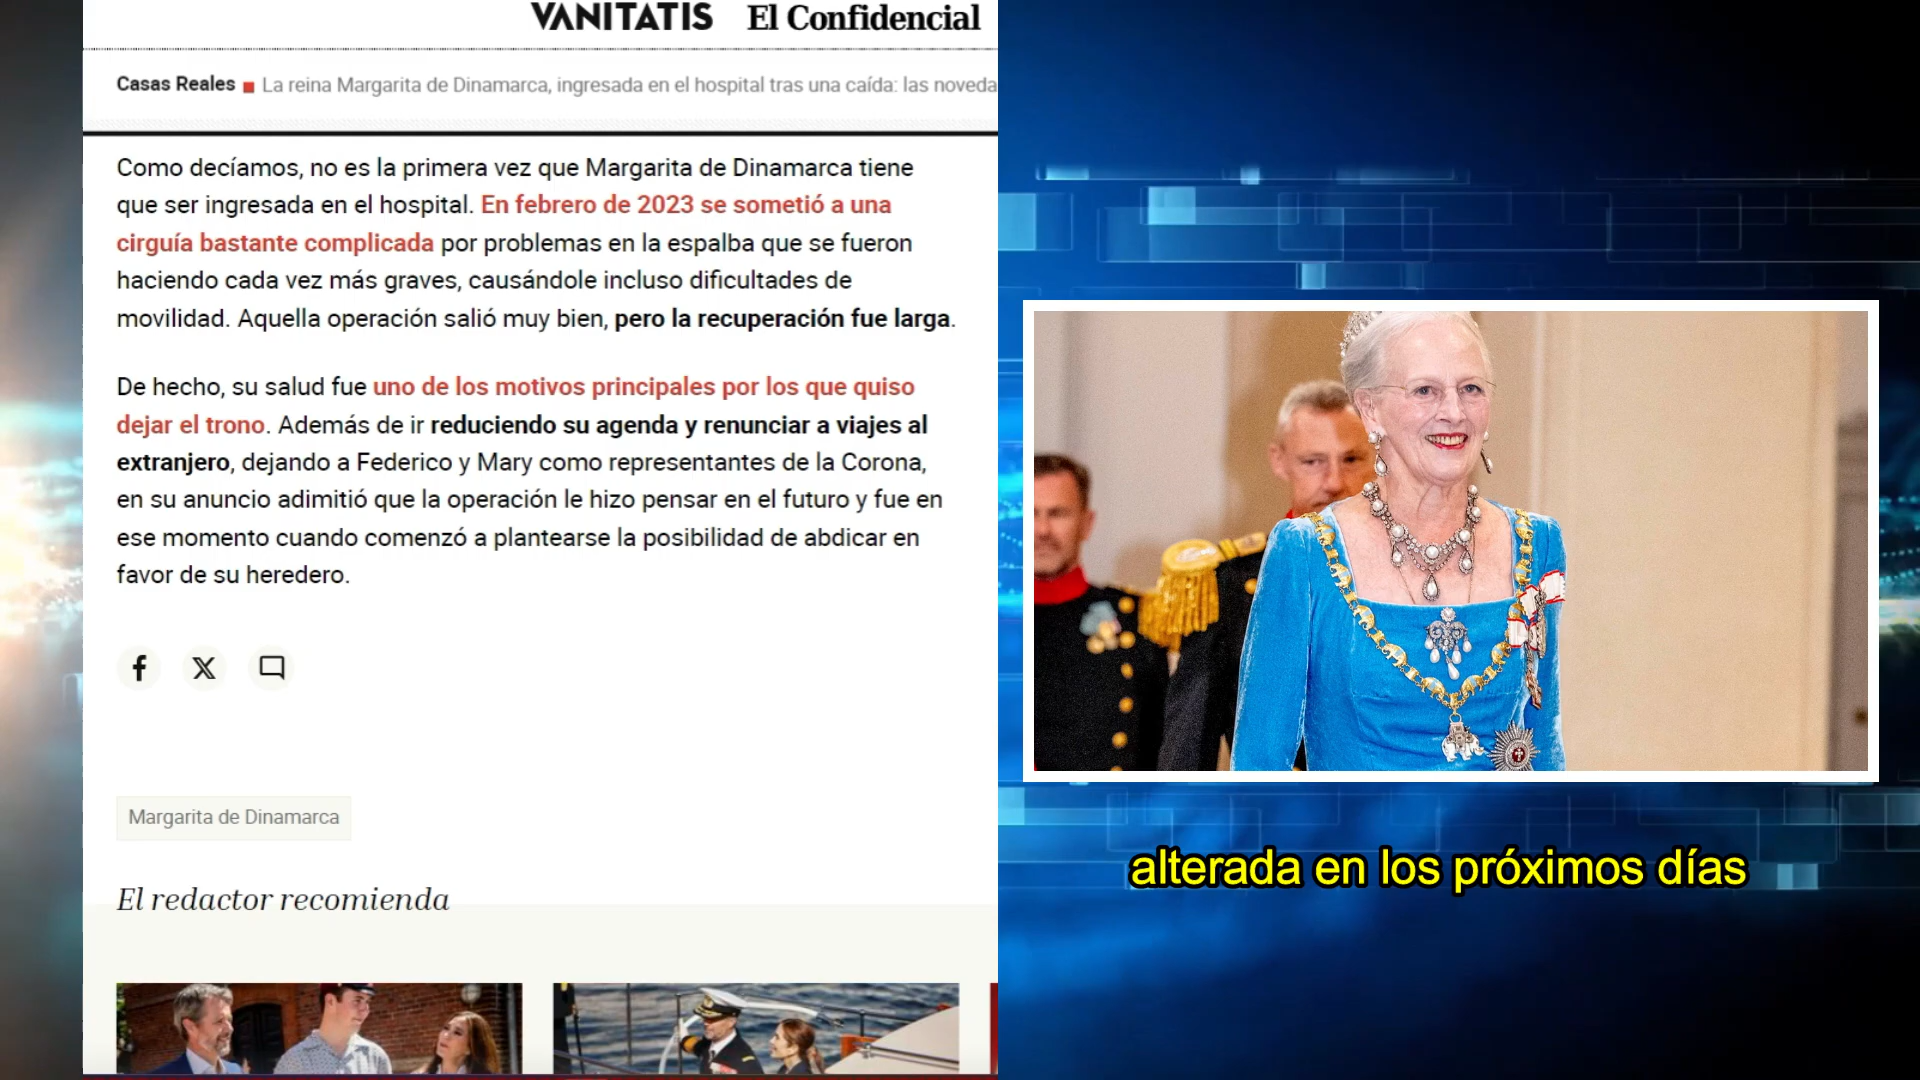 VANITATIS El Confidencial
Casas Reales La reina Margarita de Dinamarca, ingresada en el hospital tras una caída: las noveda
Como decíamos, no es la primera vez que Margarita de Dinamarca tiene
que ser ingresada en el hospital. En febrero de 2023 se sometió a una
cirguía bastante complicada por problemas en la espalba que se fueron
haciendo cada vez más graves, causándole incluso dificultades de
movilidad. Aquella operación salió muy bien, pero la recuperación fue larga.
De hecho, su salud fue uno de los motivos principales por los que quiso
dejar el trono. Además de ir reduciendo su agenda y renunciar a viajes al
extranjero, dejando a Federico y Mary como representantes de la Corona,
en su anuncio adimitió que la operación le hizo pensar en el futuro y fue en
ese momento cuando comenzó a plantearse la posibilidad de abdicar en
favor de su heredero.
Margarita de Dinamarca
El redactor recomienda
alterada en los próximos días